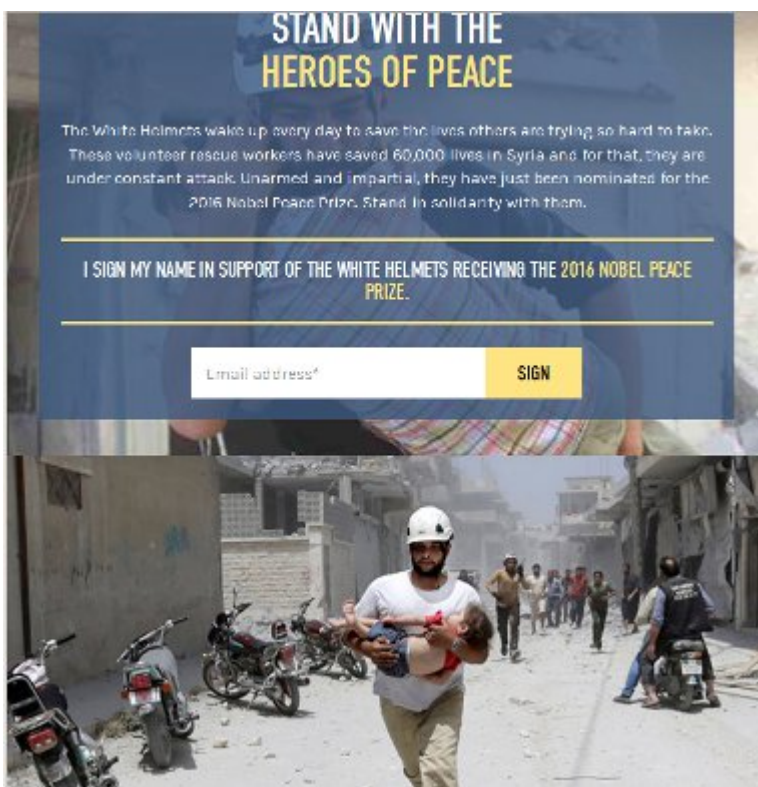 STAND WITH THE
HEROES OF PEACE
The White Helmets wake up every day to save the lives others are trying so hard to take.
These volunteer rescue workers have saved 60,000 lives in Syria and for that, they are
under constant attack. Unarmed and impartial, they have just been nominated for the
2016 Nobel Peace Prize. Stand in solidarity with them.
I SIGN MY NAME IN SUPPORT OF THE WHITE HELMETS RECEIVING THE 2016 NOBEL PEACE
PRIZE.
Email address*
SIGN